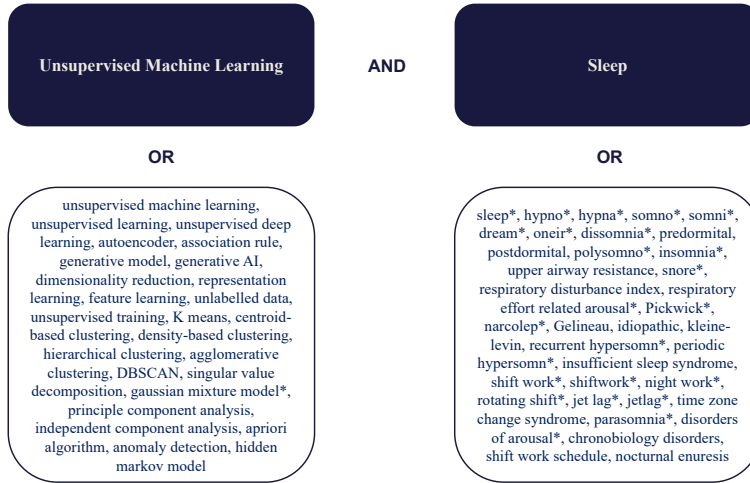 Unsupervised Machine Learning
AND
Sleep
OR
OR
unsupervised machine learning,
unsupervised learning, unsupervised deep
learning, autoencoder, association rule,
generative model, generative AI,
dimensionality reduction, representation
learning, feature learning, unlabelled data,
unsupervised training, K means, centroid-
based clustering, density-based clustering,
hierarchical clustering, agglomerative
clustering, DBSCAN, singular value
decomposition, gaussian mixture model*,
principle component analysis,
independent component analysis, apriori
algorithm, anomaly detection, hidden
markov model
sleep*, hypno*, hypna*, somno*, somni*,
dream*, oneir*, dissomnia*, predormital,
postdormital, polysomno*, insomnia*,
upper airway resistance, snore*,
respiratory disturbance index, respiratory
effort related arousal*, Pickwick*,
narcolep*, Gelineau, idiopathic, kleine-
levin, recurrent hypersomn*, periodic
hypersomn*, insufficient sleep syndrome,
shift work*, shiftwork*, night work*,
rotating shift*, jet lag*, jetlag*, time zone
change syndrome, parasomnia*, disorders
of arousal*, chronobiology disorders,
shift work schedule, nocturnal enuresis